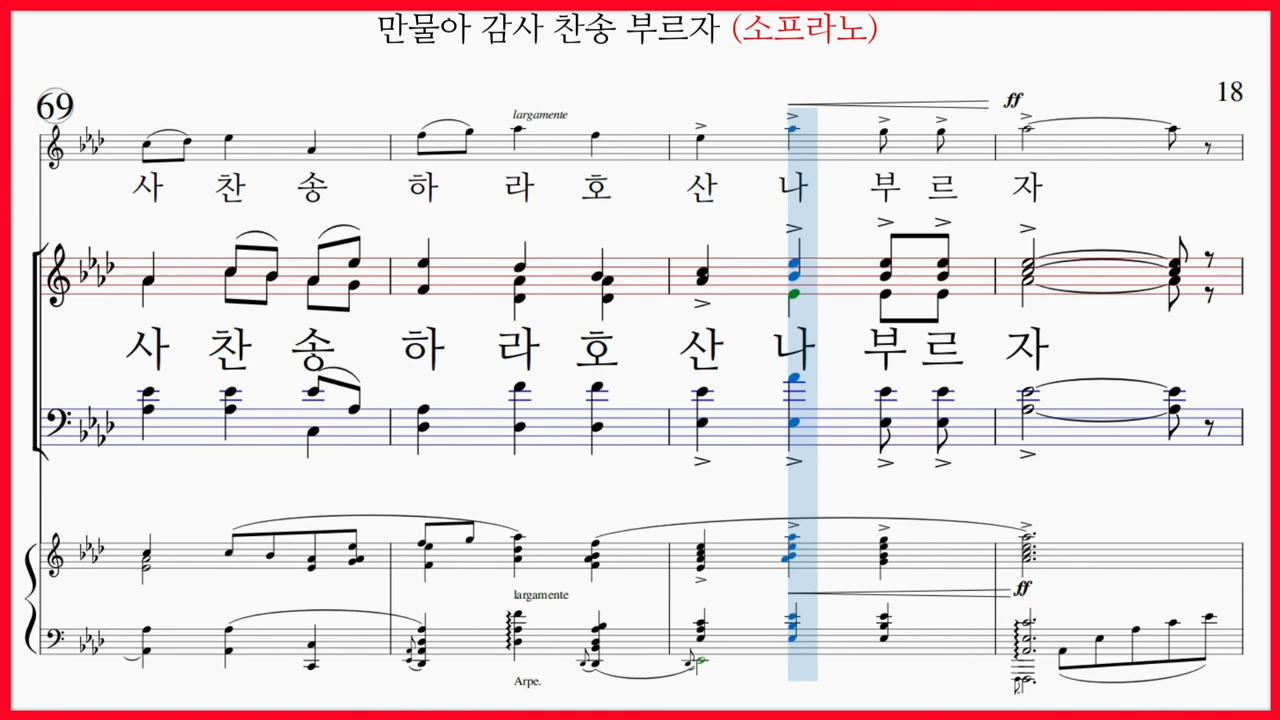 만물아 감사 찬송 부르자 (소프라노)
69
18
largamente
ff
사 찬 송 하 라 호 산 나 부 르 자
사 찬 송 하 라 호 산 나 부 르 자
largamente
ff
Arpe.